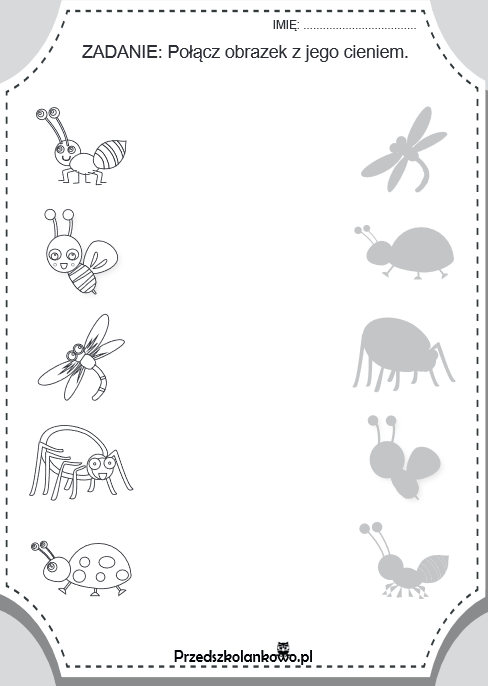 IMIĘ: ...................................
ZADANIE: Połącz obrazek z jego cieniem.
Przedszkolankowo.pl